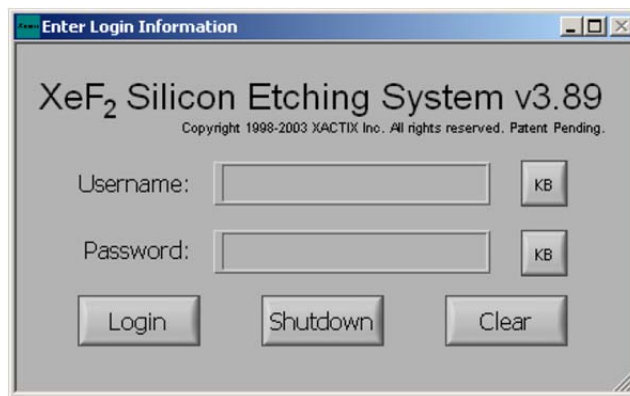 Enter Login Information
XeF₂ Silicon Etching System v3.89
Copyright 1998-2003 XACTIX Inc. All rights reserved. Patent Pending.
Username:
KB
Password:
KB
Login Shutdown Clear